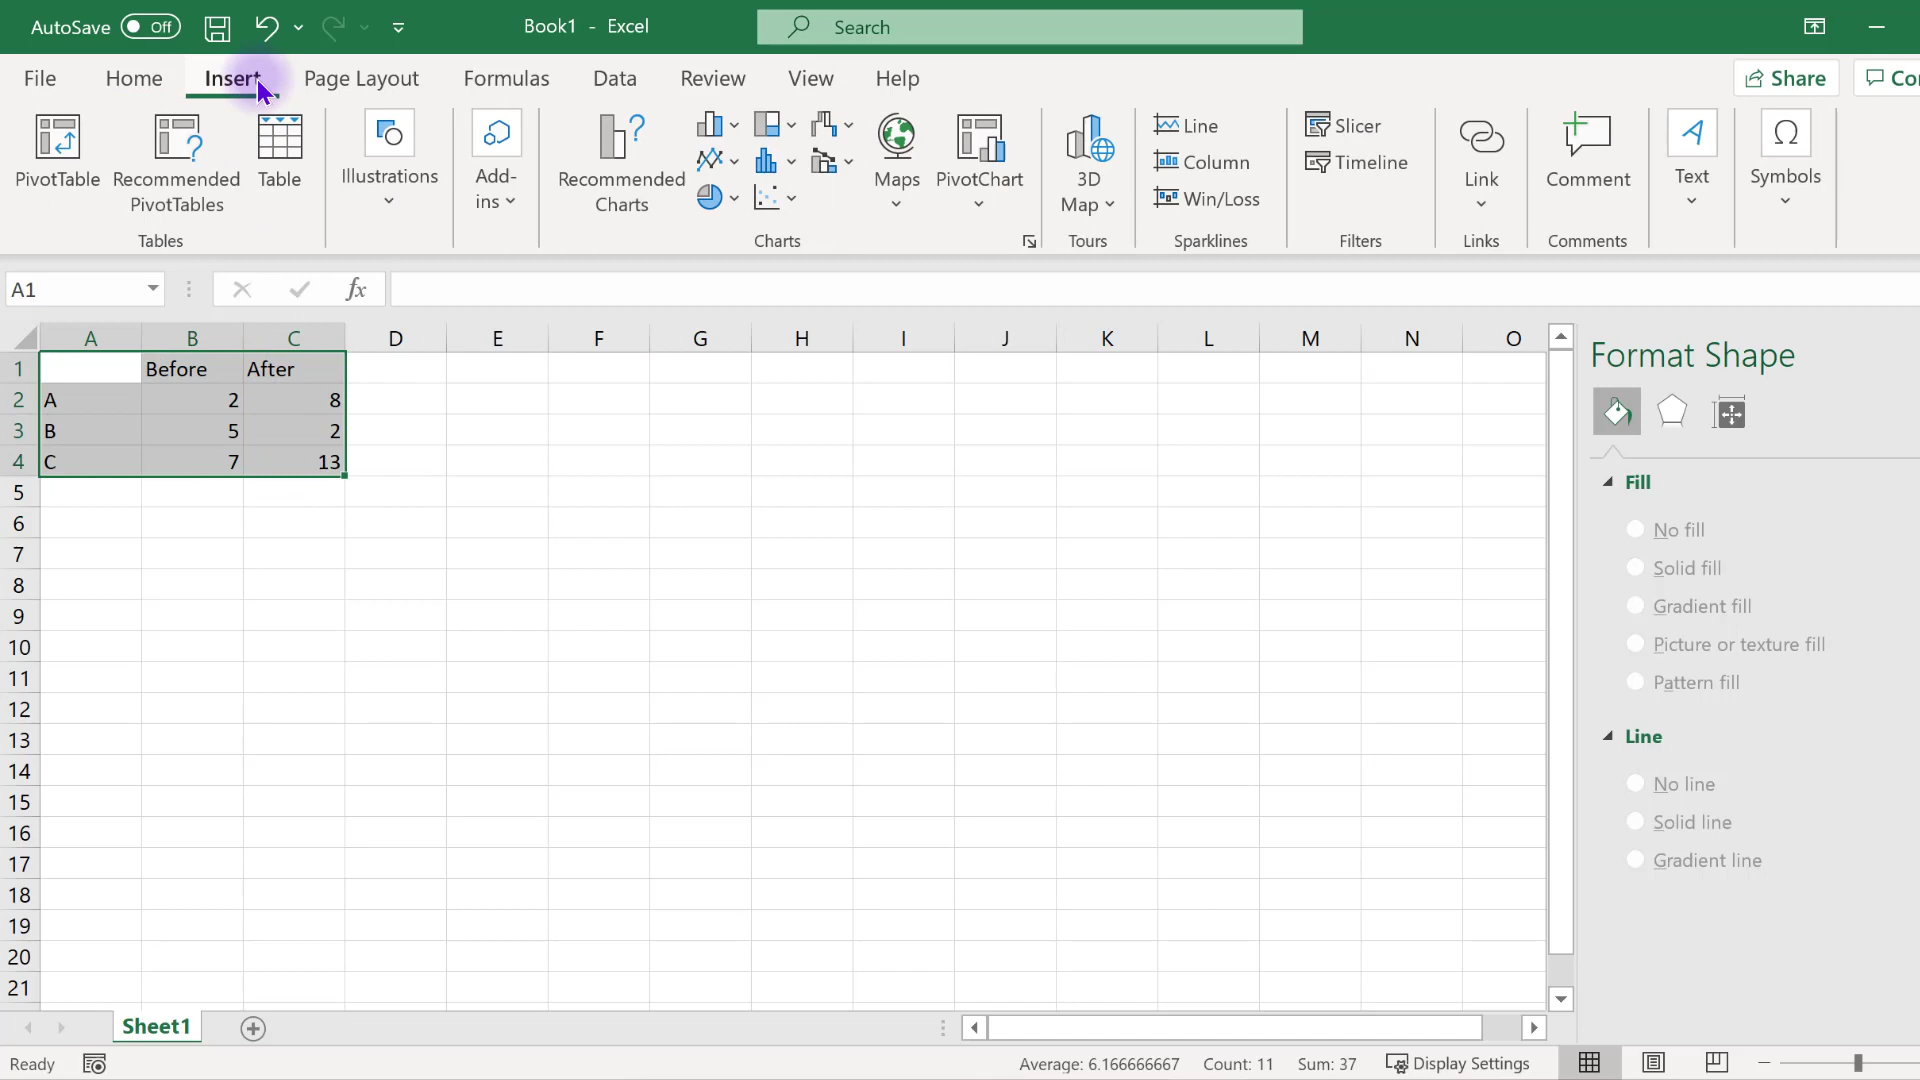 AutoSave Off Book1 - Excel Search
File Home Insert Page Layout Formulas Data Review View Help Share Co
PivotTable Recommended PivotTables Table
Tables
Illustrations
Add-ins
Recommended Charts
Maps PivotChart
Charts
3D Map
Tours
Line
Column
Win/Loss
Sparklines
Slicer
Timeline
Filters
Link
Links
Comment
Comments
Text
Symbols
A1 fx
A B C D E F G H I J K L M N O
1 Before After
2 A 2 8
3 B 5 2
4 C 7 13
5
6
7
8
9
10
11
12
13
14
15
16
17
18
19
20
21
Format Shape
Fill
No fill
Solid fill
Gradient fill
Picture or texture fill
Pattern fill
Line
No line
Solid line
Gradient line
Sheet1
Ready Average: 6.166666667 Count: 11 Sum: 37 Display Settings